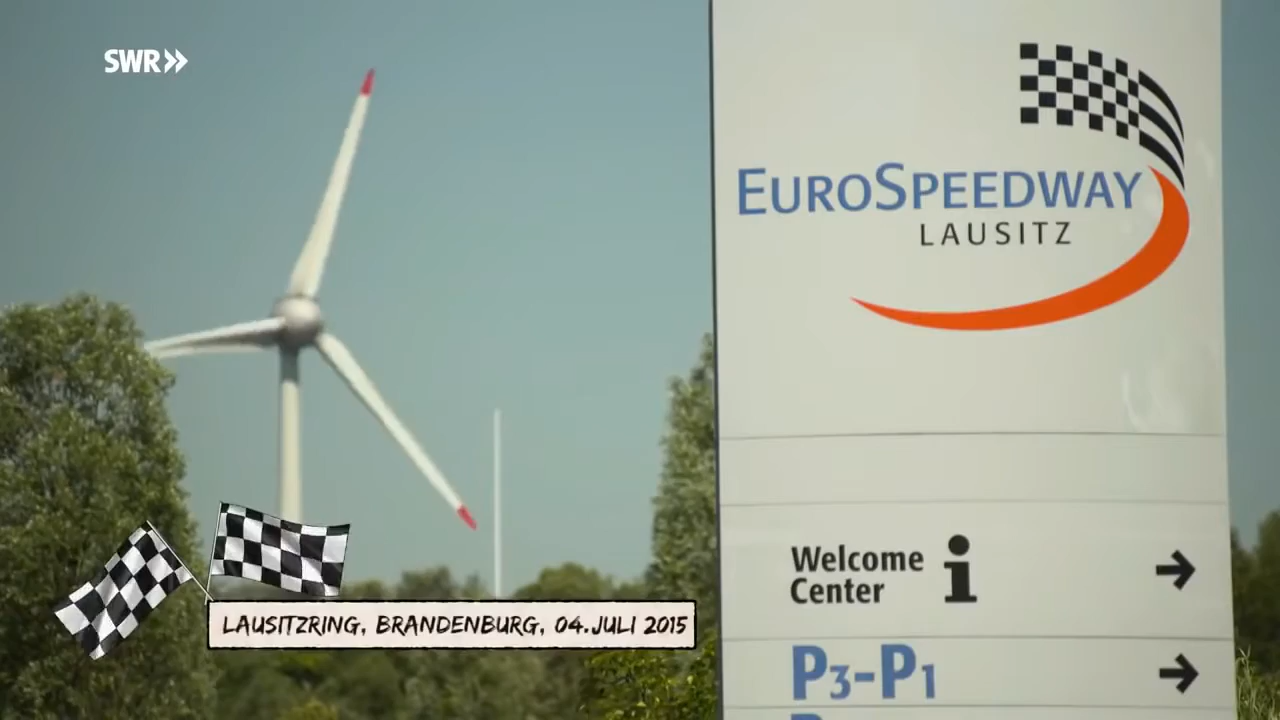 SWR
EUROSPEEDWAY
LAUSITZ
Welcome
Center
P3-P1
LAUSITZRING, BRANDENBURG, 04.JULI 2015